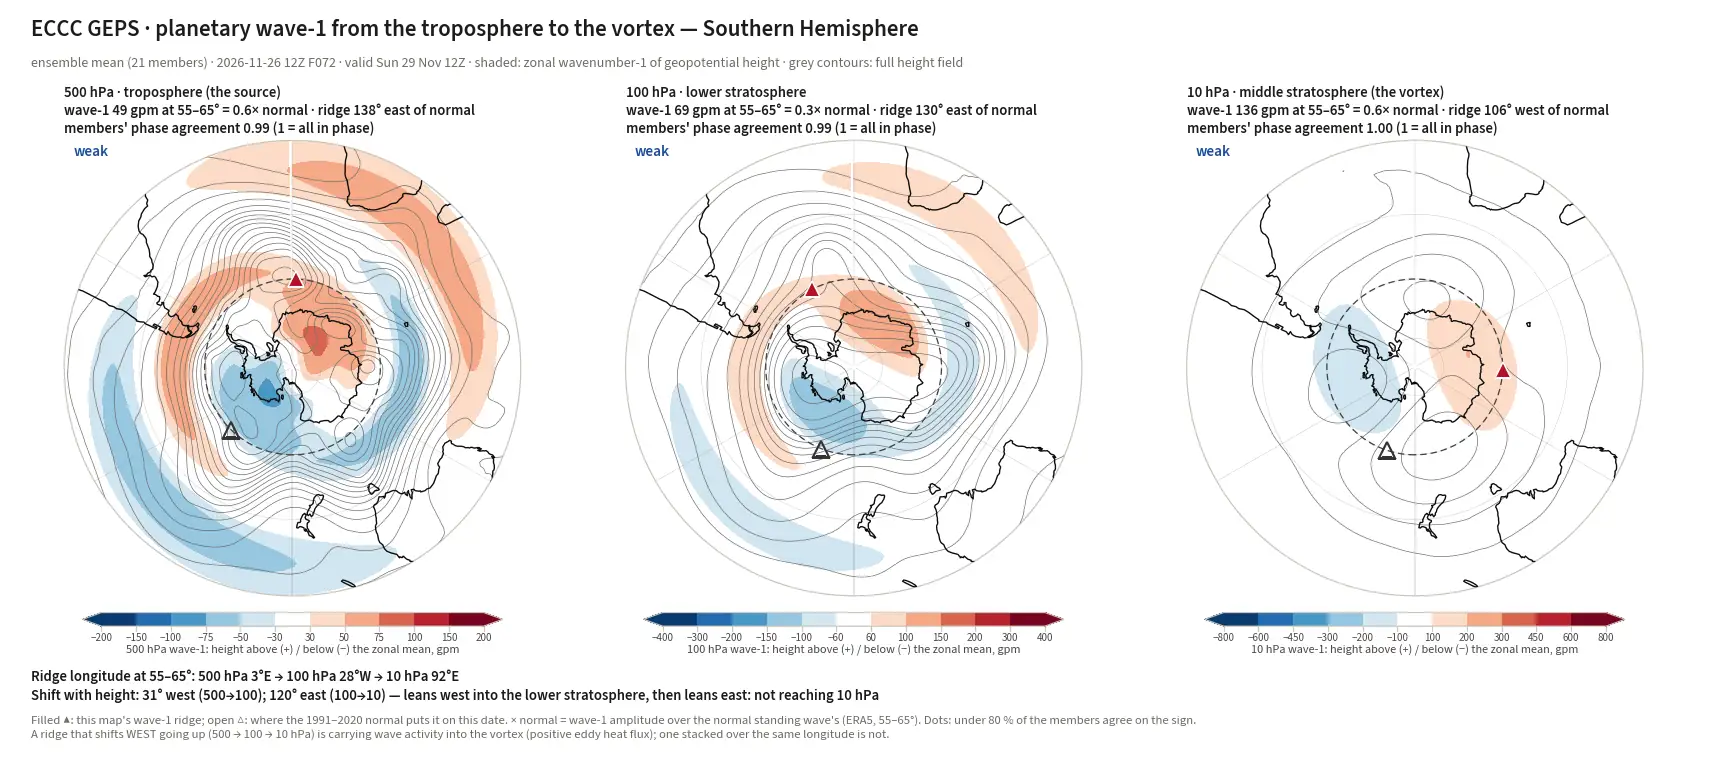 ECCC GEPS · planetary wave-1 from the troposphere to the vortex — Southern Hemisphere
ensemble mean (21 members) · 2026-11-26 12Z F072 · valid Sun 29 Nov 12Z · shaded: zonal wavenumber-1 of geopotential height · grey contours: full height field
500 hPa · troposphere (the source)
wave-1 49 gpm at 55–65° = 0.6× normal · ridge 138° east of normal
members' phase agreement 0.99 (1 = all in phase)
weak
100 hPa · lower stratosphere
wave-1 69 gpm at 55–65° = 0.3× normal · ridge 130° east of normal
members' phase agreement 0.99 (1 = all in phase)
weak
10 hPa · middle stratosphere (the vortex)
wave-1 136 gpm at 55–65° = 0.6× normal · ridge 106° west of normal
members' phase agreement 1.00 (1 = all in phase)
weak
−200 −150 −100 −75 −50 −30 30 50 75 100 150 200
500 hPa wave-1: height above (+) / below (−) the zonal mean, gpm
−400 −300 −200 −150 −100 −60 60 100 150 200 300 400
100 hPa wave-1: height above (+) / below (−) the zonal mean, gpm
−800 −600 −450 −300 −200 −100 100 200 300 450 600 800
10 hPa wave-1: height above (+) / below (−) the zonal mean, gpm
Ridge longitude at 55–65°: 500 hPa 3°E → 100 hPa 28°W → 10 hPa 92°E
Shift with height: 31° west (500→100); 120° east (100→10) — leans west into the lower stratosphere, then leans east: not reaching 10 hPa
Filled ▲: this map's wave-1 ridge; open △: where the 1991–2020 normal puts it on this date. × normal = wave-1 amplitude over the normal standing wave's (ERA5, 55–65°). Dots: under 80 % of the members agree on the sign.
A ridge that shifts WEST going up (500 → 100 → 10 hPa) is carrying wave activity into the vortex (positive eddy heat flux); one stacked over the same longitude is not.